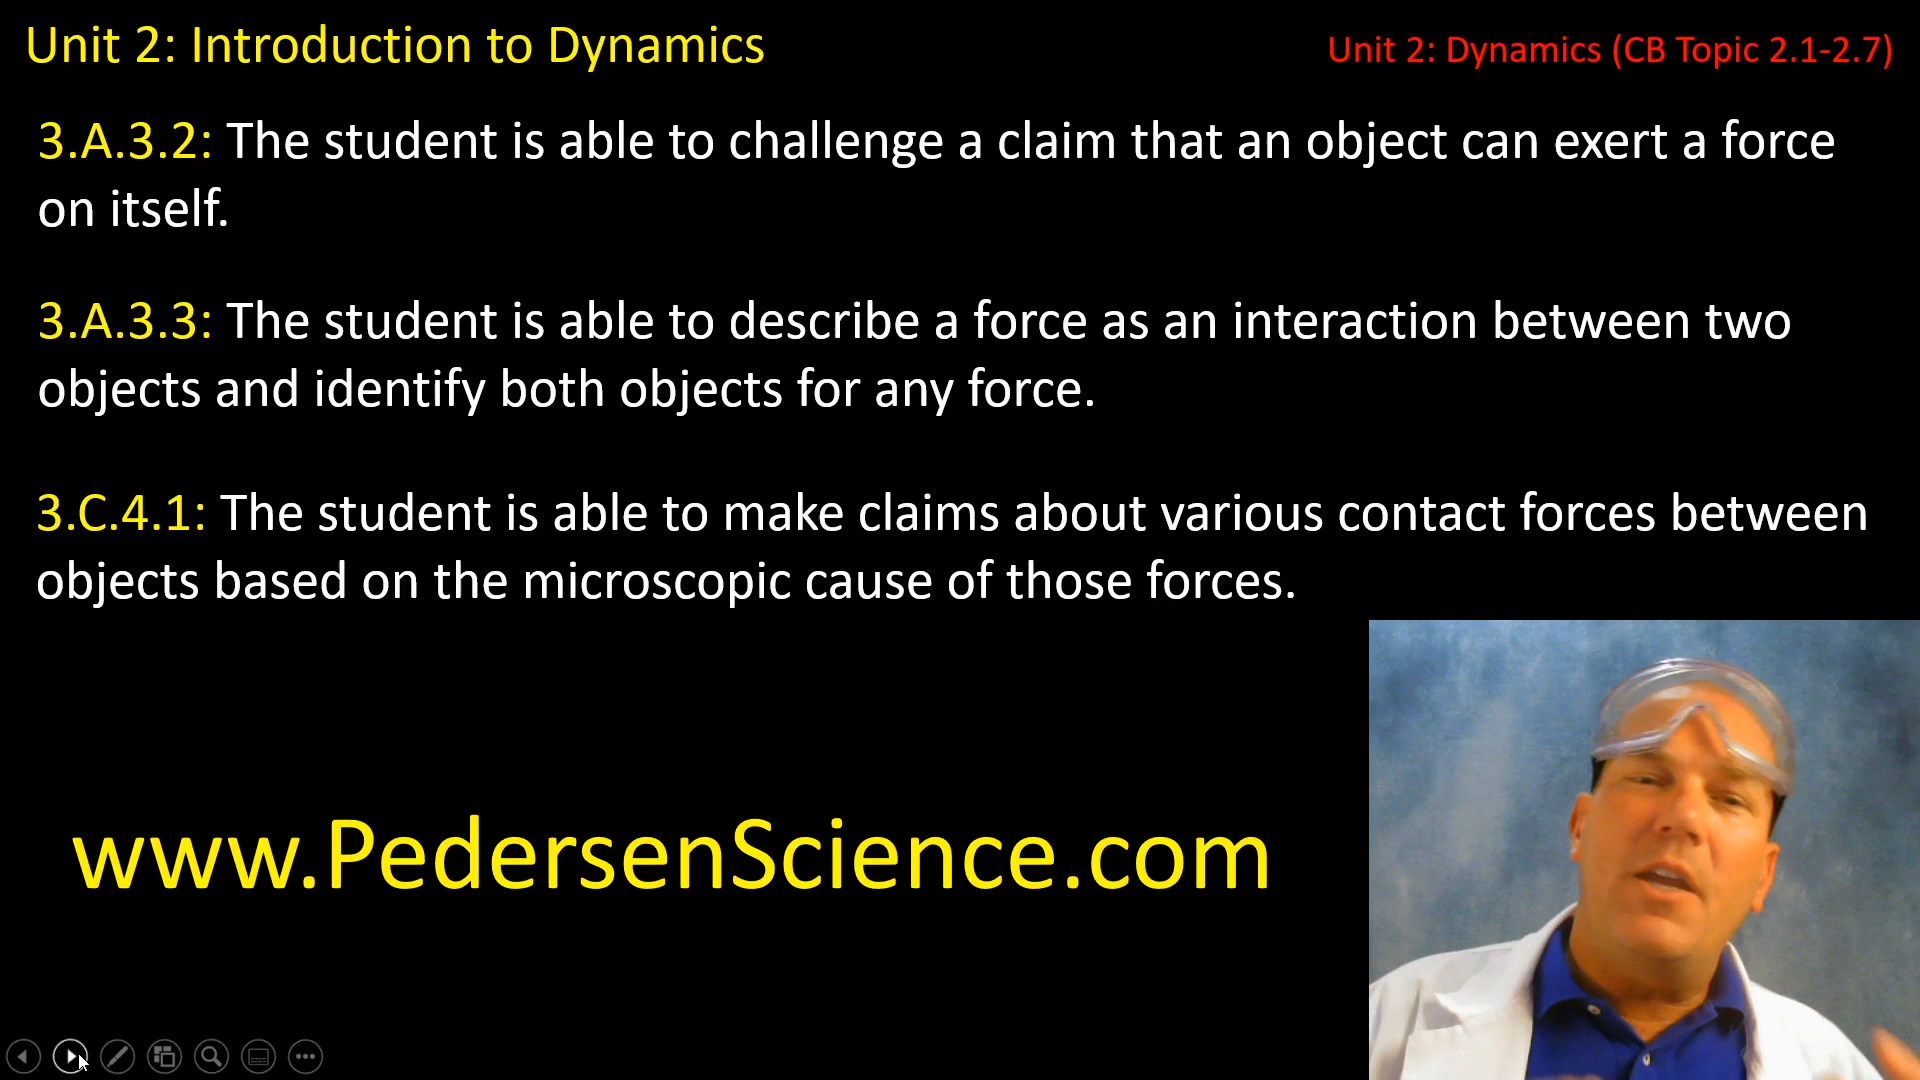 Unit 2: Introduction to Dynamics
Unit 2: Dynamics (CB Topic 2.1-2.7)
3.A.3.2: The student is able to challenge a claim that an object can exert a force
on itself.
3.A.3.3: The student is able to describe a force as an interaction between two
objects and identify both objects for any force.
3.C.4.1: The student is able to make claims about various contact forces between
objects based on the microscopic cause of those forces.
www.PedersenScience.com